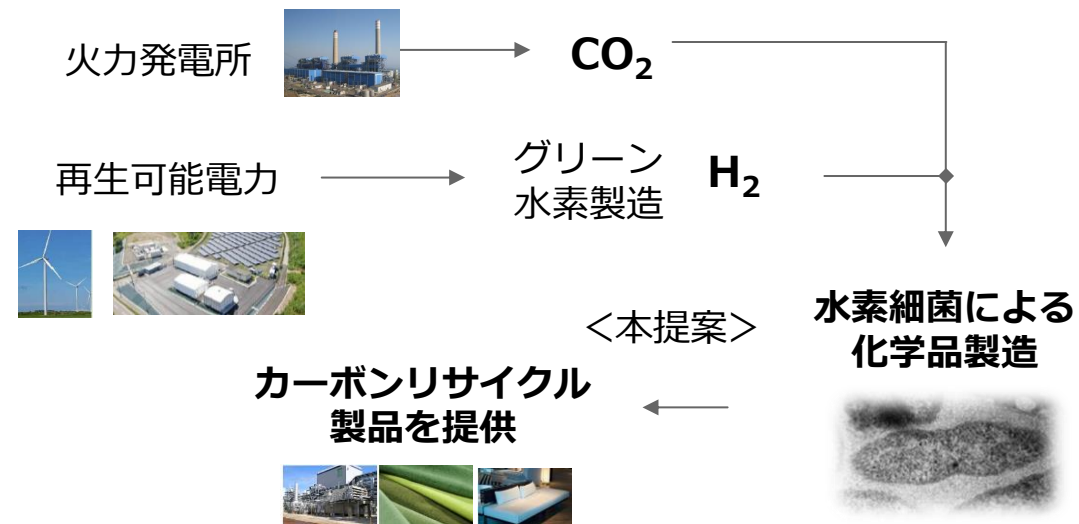 火力発電所
CO₂
再生可能電力
グリーン
水素製造
H₂
水素細菌による
化学品製造
＜本提案＞
カーボンリサイクル
製品を提供